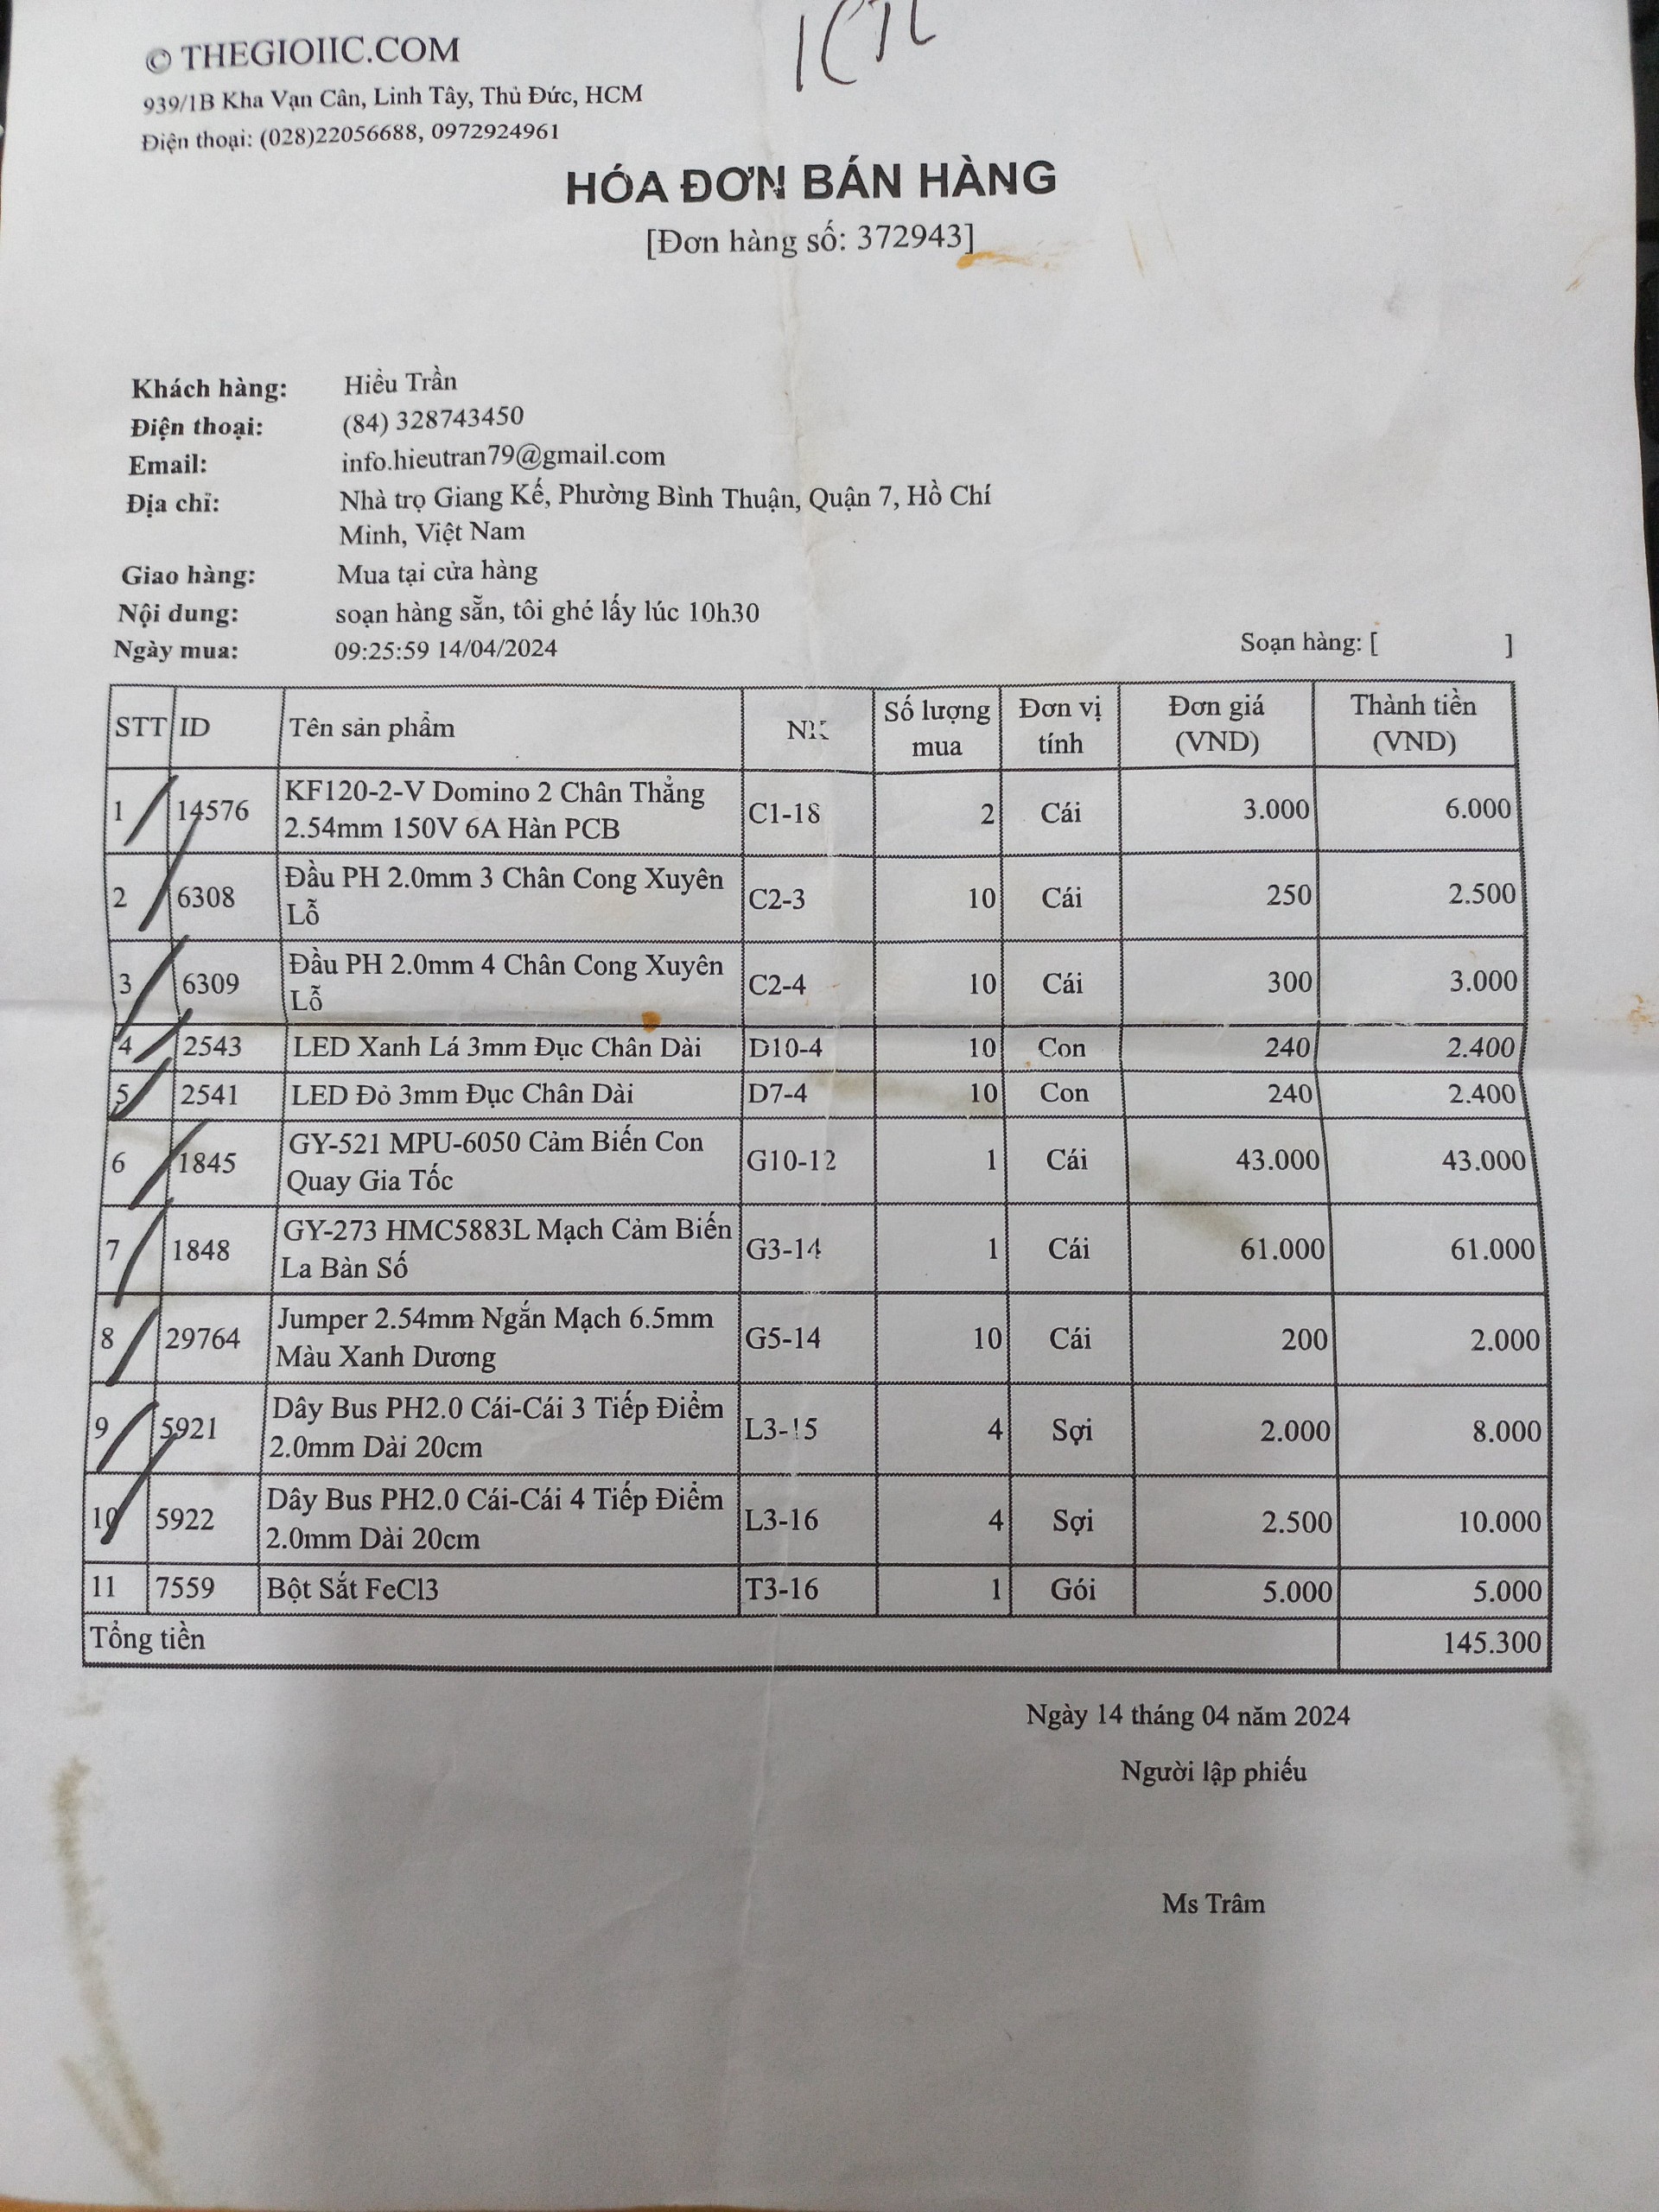 © THEGIOIIC.COM
939/1B Kha Vạn Cân, Linh Tây, Thủ Đức, HCM
Điện thoại: (028)22056688, 0972924961
HÓA ĐƠN BÁN HÀNG
[Đơn hàng số: 372943]
Khách hàng: Hiều Trần
Điện thoại: (84) 328743450
Email: info.hieutran79@gmail.com
Địa chỉ: Nhà trọ Giang Kế, Phường Bình Thuận, Quận 7, Hồ Chí
Minh, Việt Nam
Giao hàng: Mua tại cửa hàng
Nội dung: soạn hàng sẵn, tôi ghé lấy lúc 10h30
Ngày mua: 09:25:59 14/04/2024
Soạn hàng: [ ]
STT ID Tên sản phẩm Số lượng mua Đơn vị tính Đơn giá (VND) Thành tiền (VND)
1 14576 KF120-2-V Domino 2 Chân Thẳng C1-18 2 Cái 3.000 6.000
2.54mm 150V 6A Hàn PCB
2 6308 Đầu PH 2.0mm 3 Chân Cong Xuyên C2-3 10 Cái 250 2.500
Lỗ
3 6309 Đầu PH 2.0mm 4 Chân Cong Xuyên C2-4 10 Cái 300 3.000
Lỗ
4 2543 LED Xanh Lá 3mm Đục Chân Dài D10-4 10 Con 240 2.400
5 2541 LED Đỏ 3mm Đục Chân Dài D7-4 10 Con 240 2.400
6 1845 GY-521 MPU-6050 Cảm Biến Con G10-12 1 Cái 43.000 43.000
Quay Gia Tốc
7 1848 GY-273 HMC5883L Mạch Cảm Biến G3-14 1 Cái 61.000 61.000
La Bàn Số
8 29764 Jumper 2.54mm Ngắn Mạch 6.5mm G5-14 10 Cái 200 2.000
Màu Xanh Dương
9 5921 Dây Bus PH2.0 Cái-Cái 3 Tiếp Điểm L3-15 4 Sợi 2.000 8.000
2.0mm Dài 20cm
10 5922 Dây Bus PH2.0 Cái-Cái 4 Tiếp Điểm L3-16 4 Sợi 2.500 10.000
2.0mm Dài 20cm
11 7559 Bột Sắt FeCl3 T3-16 1 Gói 5.000 5.000
Tổng tiền 145.300
Ngày 14 tháng 04 năm 2024
Người lập phiếu
Ms Trâm